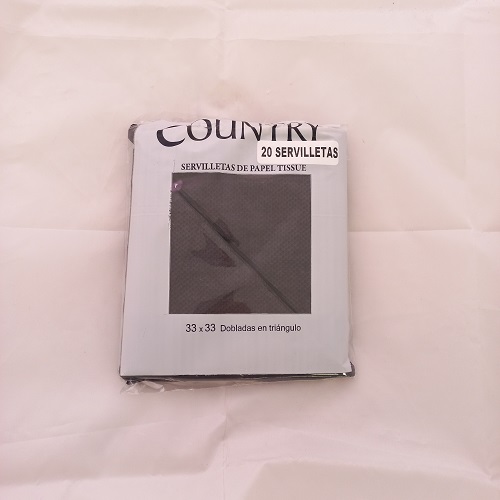 COUNTRY
20 SERVILLETAS
SERVILLETAS DE PAPEL TISSUE
33 x 33 Dobladas en triángulo